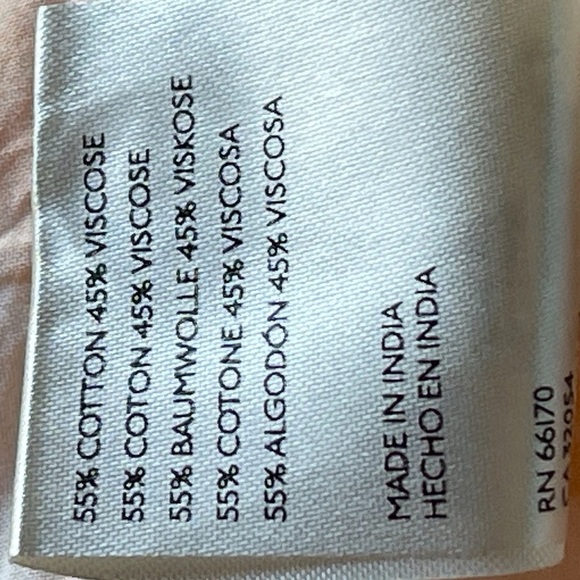 55% COTTON 45% VISCOSE
55% COTON 45% VISCOSE
55% BAUMWOLLE 45% VISKOSE
55% COTONE 45% VISCOSA
55% ALGODÓN 45% VISCOSA
MADE IN INDIA
HECHO EN INDIA
RN 66170